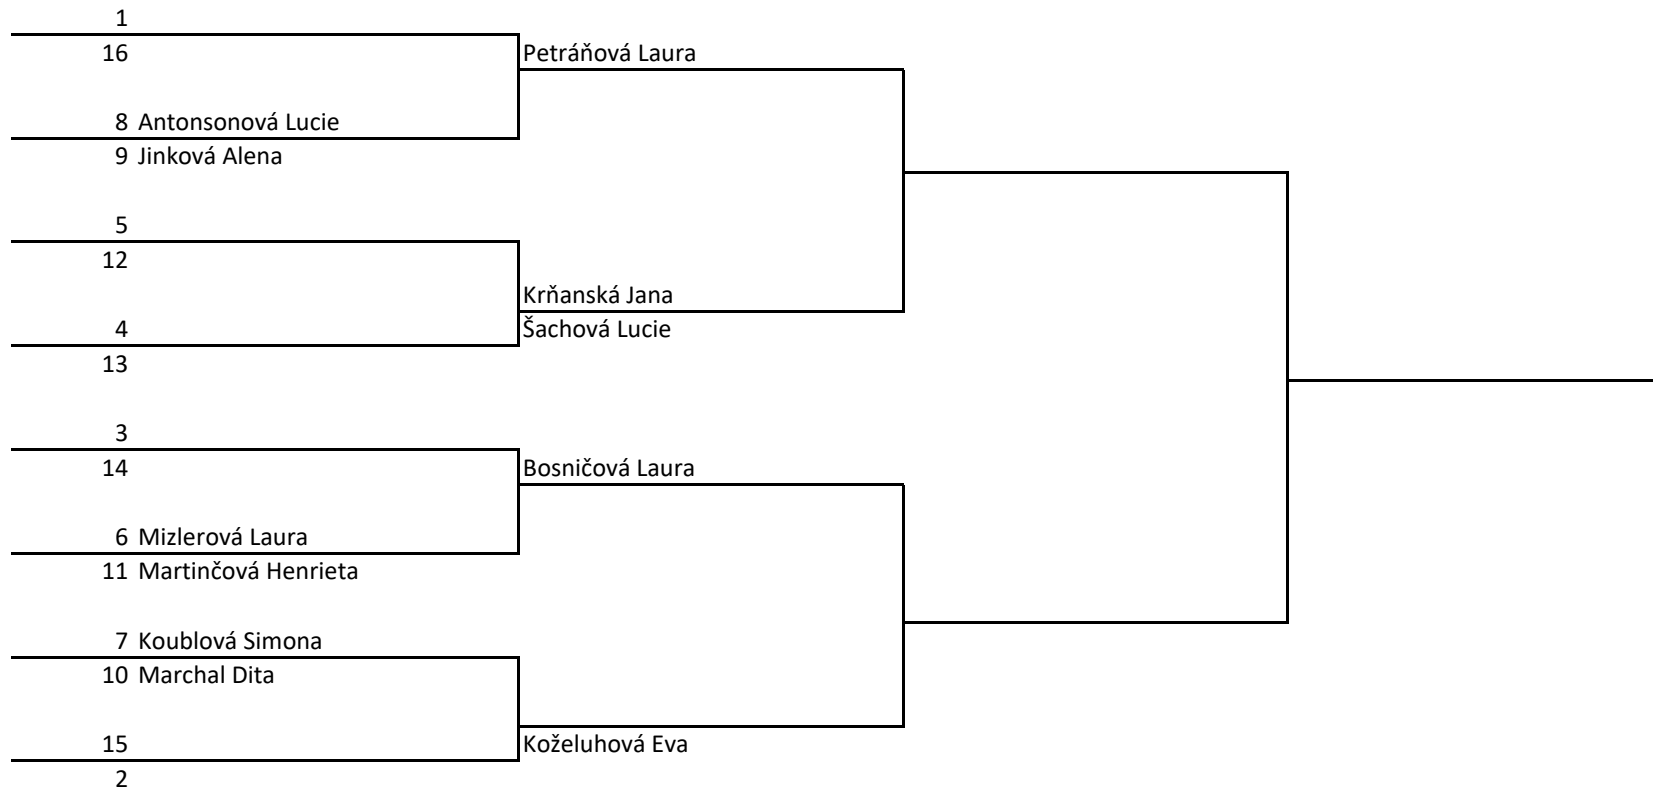 1
16
Petráňová Laura
8 Antonsonová Lucie
9 Jinková Alena
5
12
Krňanská Jana
4
Šachová Lucie
13
3
14
Bosničová Laura
6 Mizlerová Laura
11 Martinčová Henrieta
7 Koublová Simona
10 Marchal Dita
15
Koželuhová Eva
2